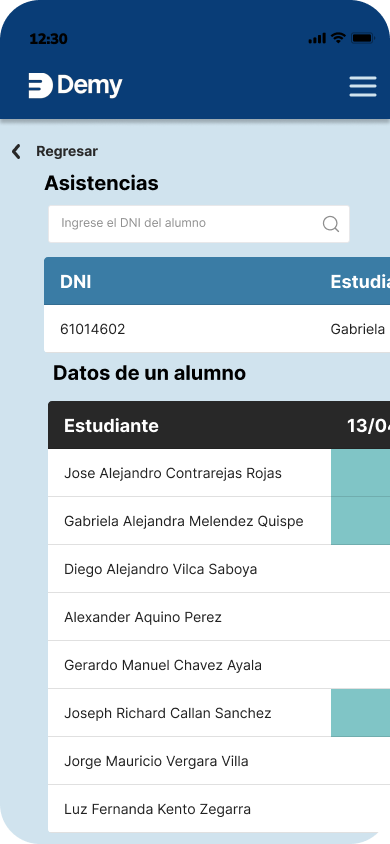 12:30
Demy
Regresar
Asistencias
Ingrese el DNI del alumno
DNI Estudia
61014602 Gabriela
Datos de un alumno
Estudiante 13/04
Jose Alejandro Contrarejas Rojas
Gabriela Alejandra Melendez Quispe
Diego Alejandro Vilca Saboya
Alexander Aquino Perez
Gerardo Manuel Chavez Ayala
Joseph Richard Callan Sanchez
Jorge Mauricio Vergara Villa
Luz Fernanda Kento Zegarra